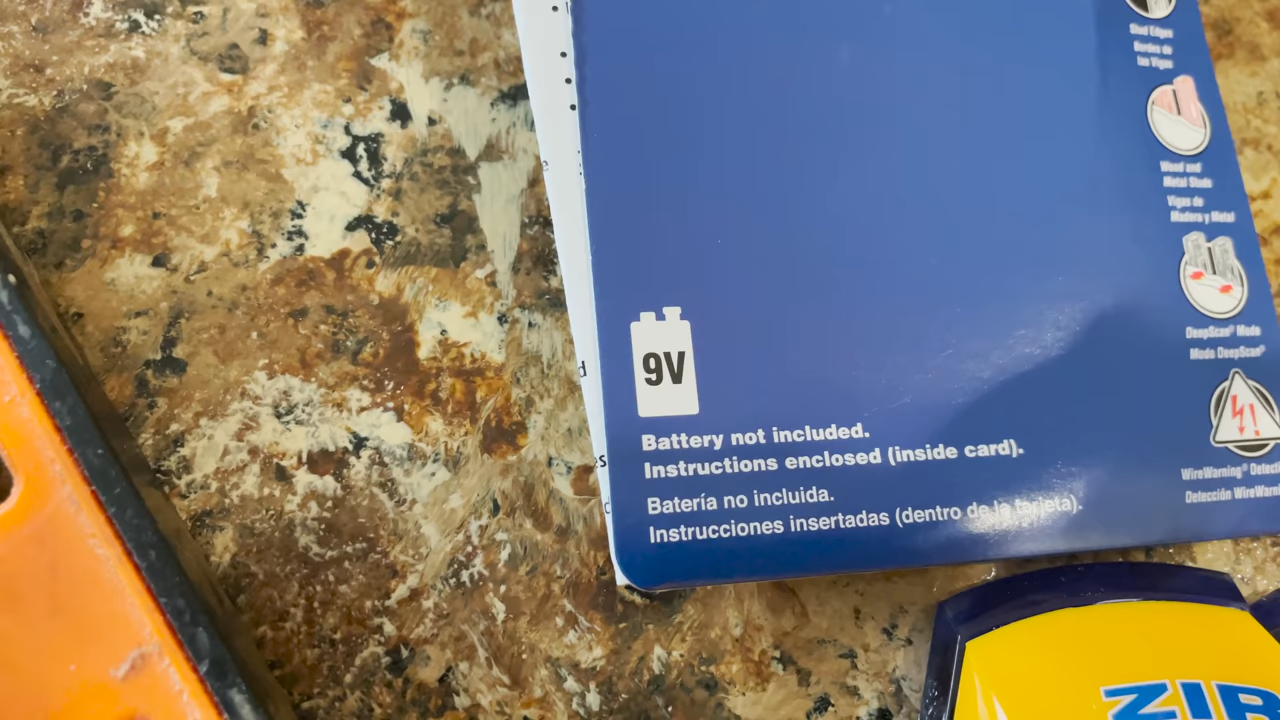 Stud Edges
Bordes de
las Vigas
Wood and
Metal Studs
Vigas de
Madera y Metal
DeepScan® Mode
Modo DeepScan®
WireWarning® Detecti
Detección WireWarn
9V
Battery not included.
Instructions enclosed (inside card).
Batería no incluida.
Instrucciones insertadas (dentro de la tarjeta).
ZIR